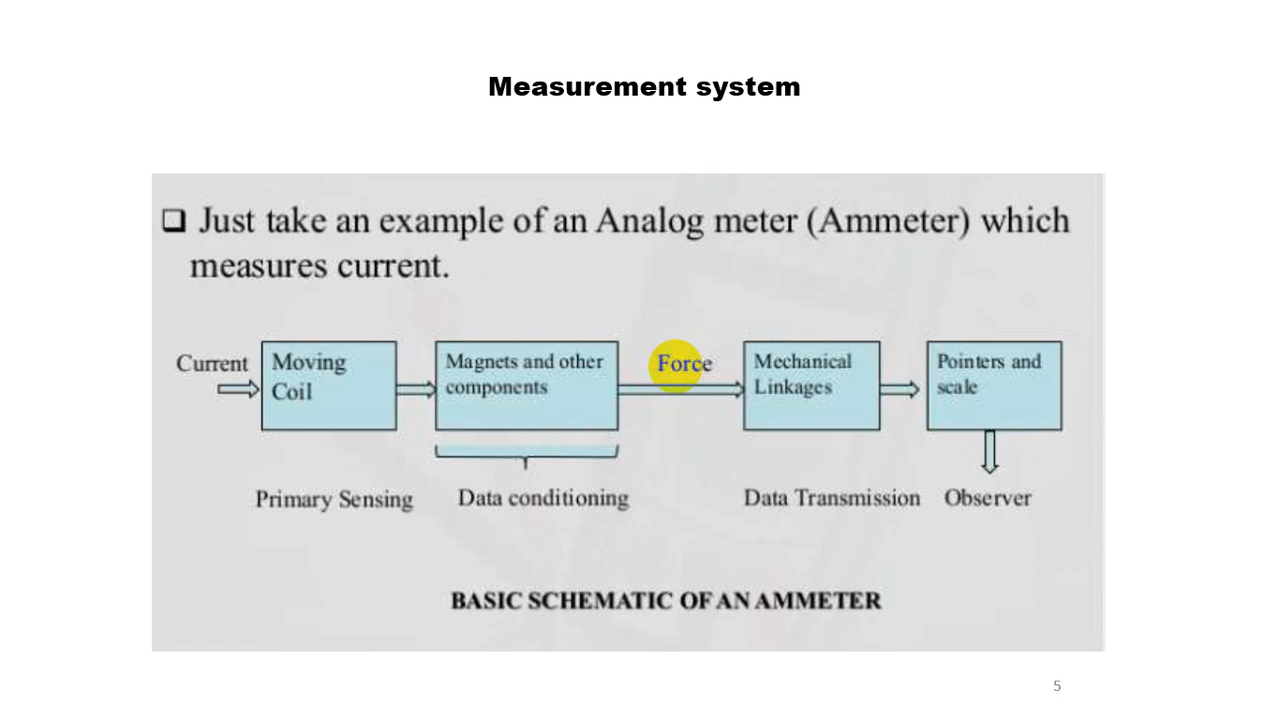 Measurement system
❑ Just take an example of an Analog meter (Ammeter) which
measures current.
Current
Moving
Coil
Magnets and other
components
Force
Mechanical
Linkages
Pointers and
scale
Primary Sensing
Data conditioning
Data Transmission
Observer
BASIC SCHEMATIC OF AN AMMETER
5